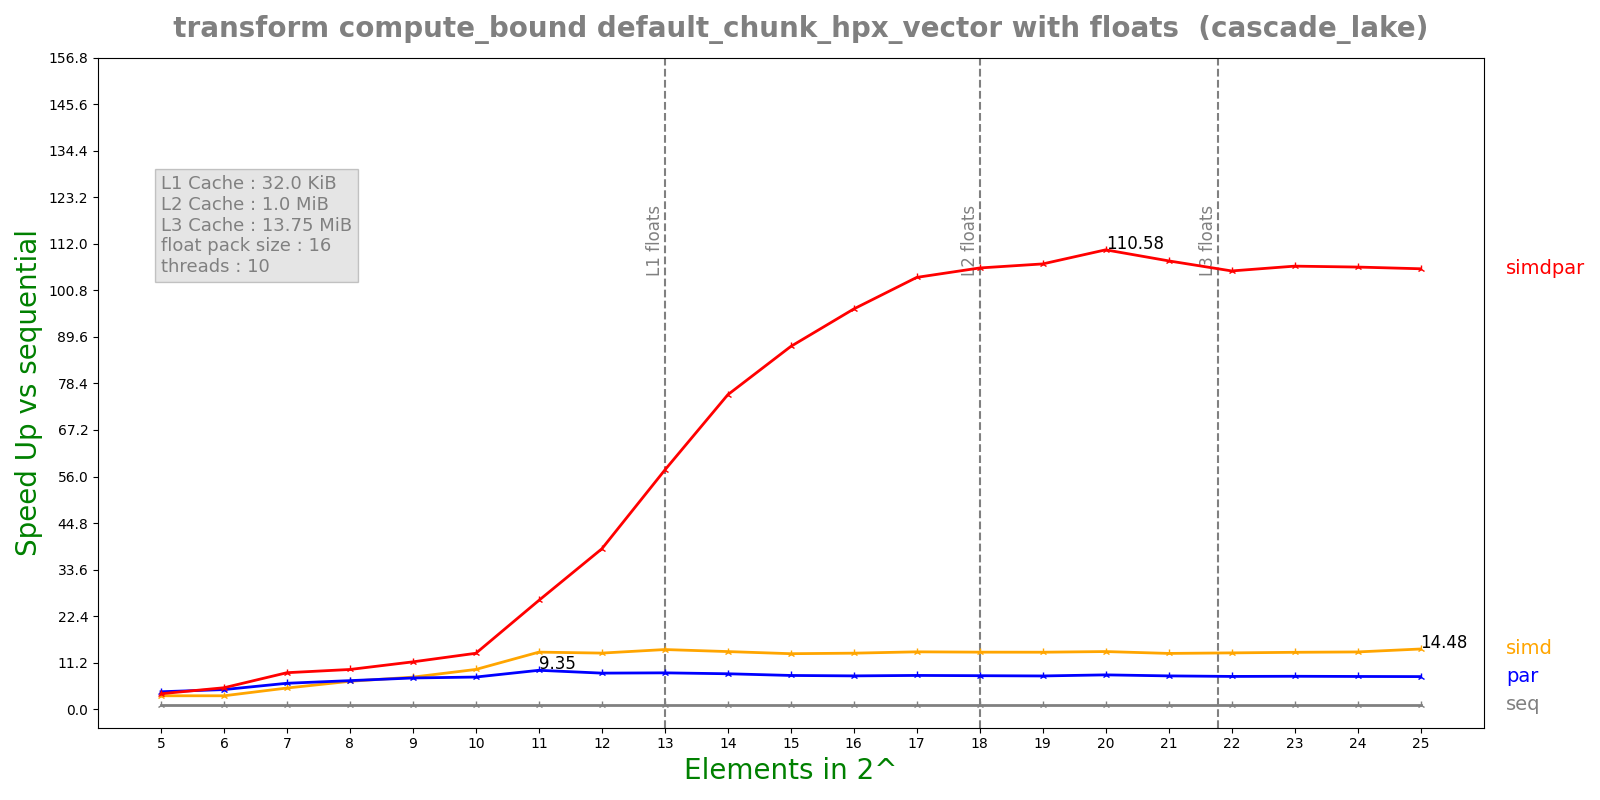 transform compute_bound default_chunk_hpx_vector with floats (cascade_lake)
Speed Up vs sequential
156.8
145.6
134.4
123.2
112.0
100.8
89.6
78.4
67.2
56.0
44.8
33.6
22.4
11.2
0.0
L1 Cache : 32.0 KiB
L2 Cache : 1.0 MiB
L3 Cache : 13.75 MiB
float pack size : 16
threads : 10
L1 floats
L2 floats
L3 floats
110.58
14.48
9.35
simdpar
simd
par
seq
5 6 7 8 9 10 11 12 13 14 15 16 17 18 19 20 21 22 23 24 25
Elements in 2^